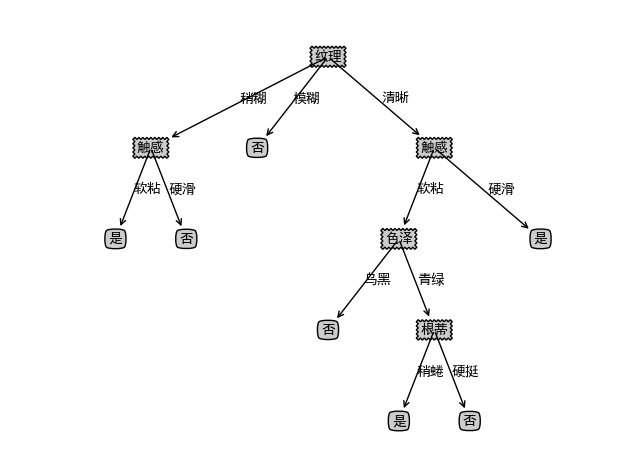 纹理
稍糊
模糊
清晰
触感
否
触感
软粘
硬滑
软粘
硬滑
是
否
色泽
是
乌黑
青绿
否
根蒂
稍蜷
硬挺
是
否